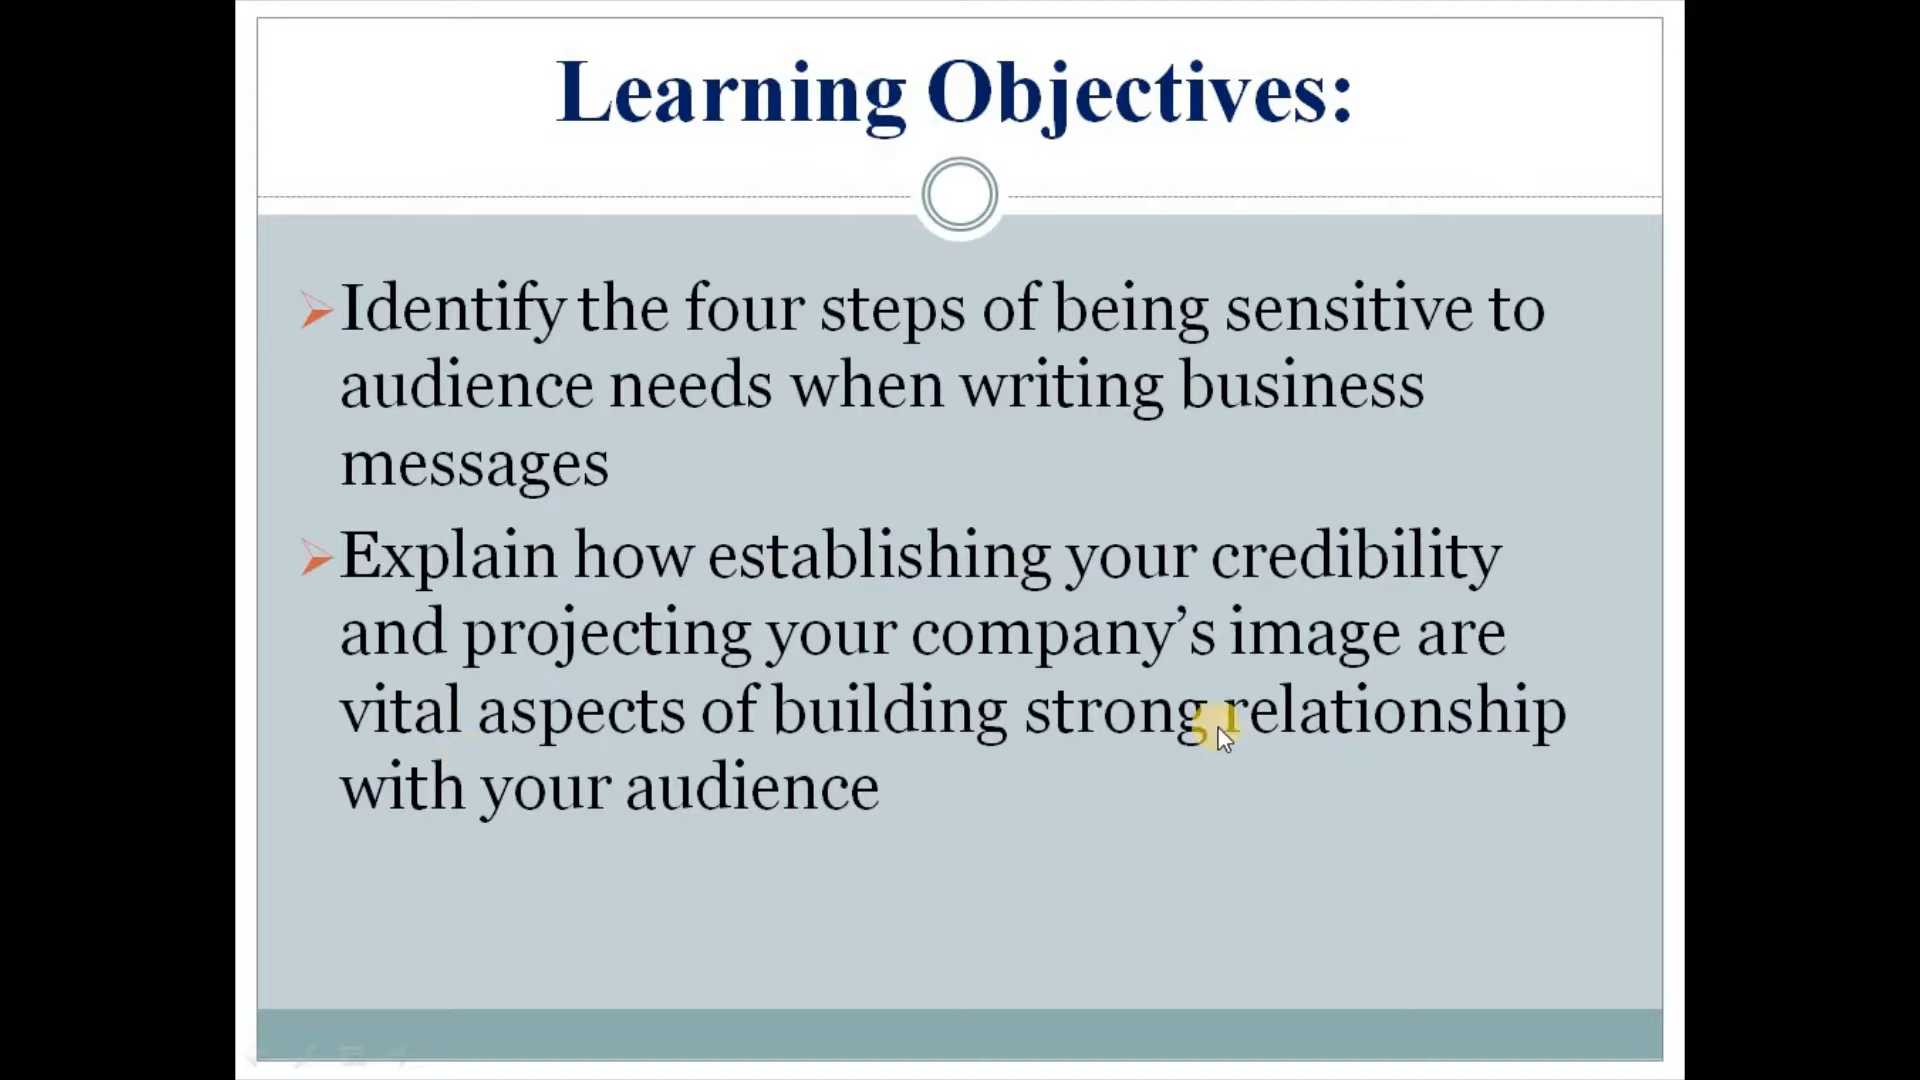 Learning Objectives:
Identify the four steps of being sensitive to
audience needs when writing business
messages
Explain how establishing your credibility
and projecting your company’s image are
vital aspects of building strong relationship
with your audience